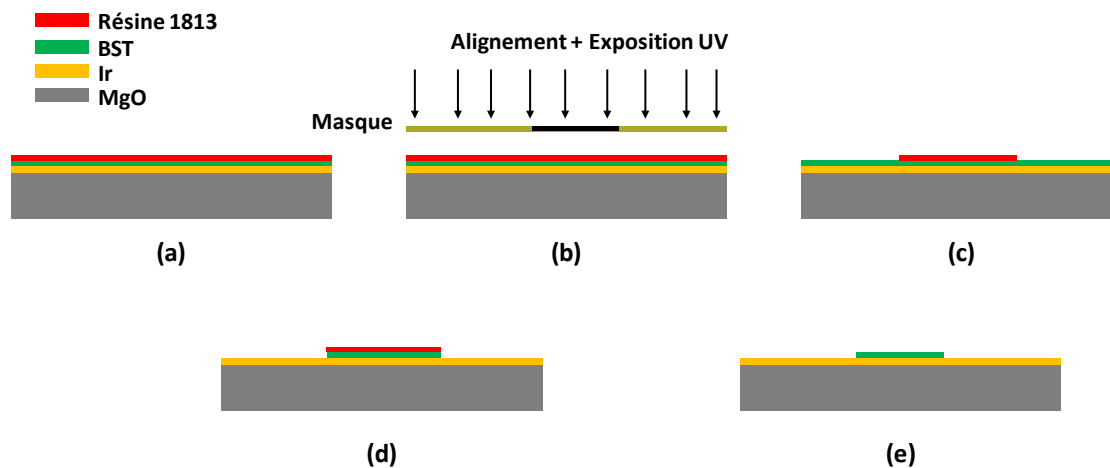 Résine 1813
BST
Ir
MgO
Alignement + Exposition UV
Masque
(a)
(b)
(c)
(d)
(e)